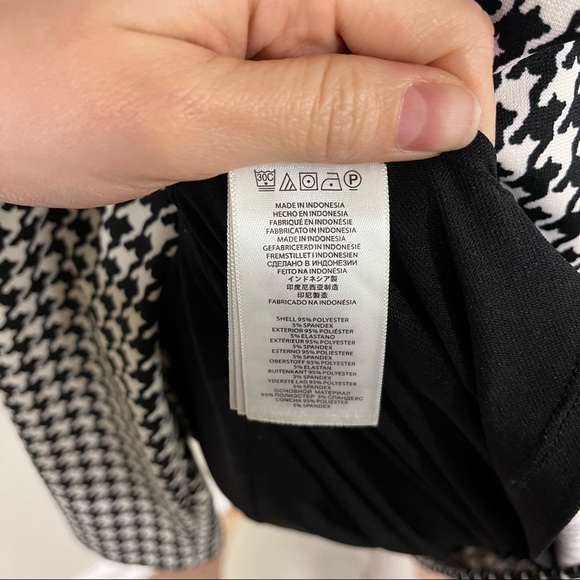 30C P
MADE IN INDONESIA
HECHO EN INDONESIA
FABRIQUÉ EN INDONÉSIE
FABBRICATO IN INDONESIA
MADE IN INDONESIA
GEFABRICEERD IN INDONESIË
FREMSTILLET I INDONESIEN
СДЕЛАНО В ИНДОНЕЗИИ
FEITO NA INDONÉSIA
インドネシア製
印度尼西亚制造
印尼製造
FABRICADO NA INDONÉSIA
SHELL 95% POLYESTER
5% SPANDEX
EXTERIOR 95% POLIÉSTER
5% ELASTANO
EXTÉRIEUR 95% POLYESTER
5% SPANDEX
ESTERNO 95% POLIESTERE
5% SPANDEX
OBERSTOFF 95% POLYESTER
5% ELASTAN
BUITENKANT 95% POLYESTER
5% SPANDEX
YDERSTE LAG 95% POLYESTER
5% SPANDEX
ОСНОВНОЙ МАТЕРИАЛ
95% ПОЛИЭСТЕР 5% СПАНДЕКС
CONCHA 95% POLIÉSTER
5% SPANDEX